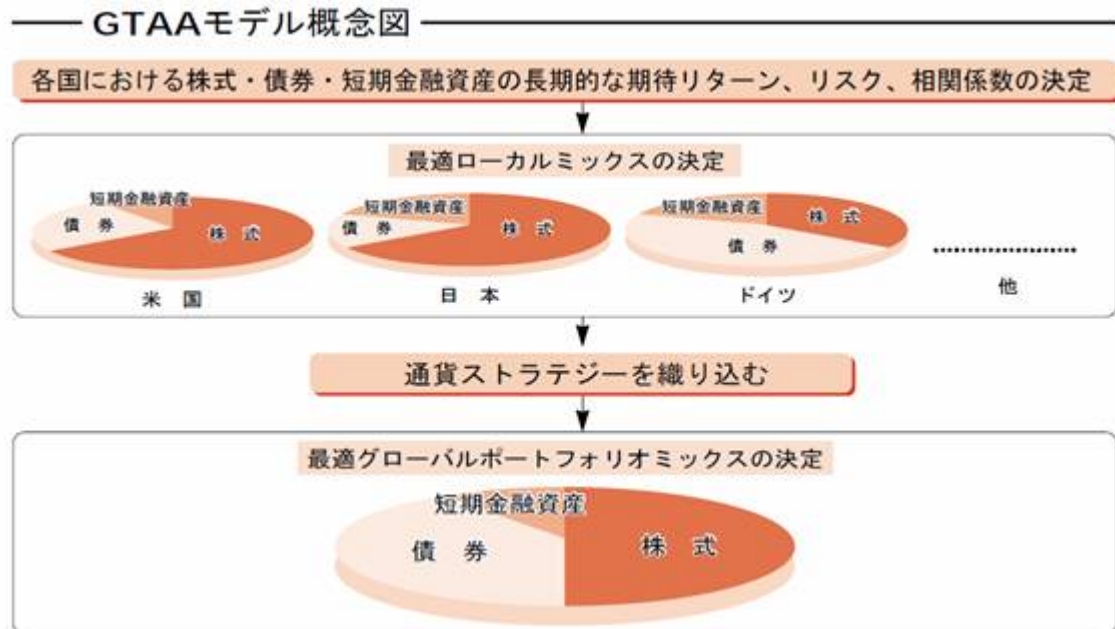 GTAAモデル概念図
各国における株式・債券・短期金融資産の長期的な期待リターン、リスク、相関係数の決定
最適ローカルミックスの決定
短期金融資産
債 券
株 式
米 国
短期金融資産
債 券
株 式
日 本
短期金融資産
株 式
債 券
ドイツ
他
通貨ストラテジーを織り込む
最適グローバルポートフォリオミックスの決定
短期金融資産
債 券
株 式